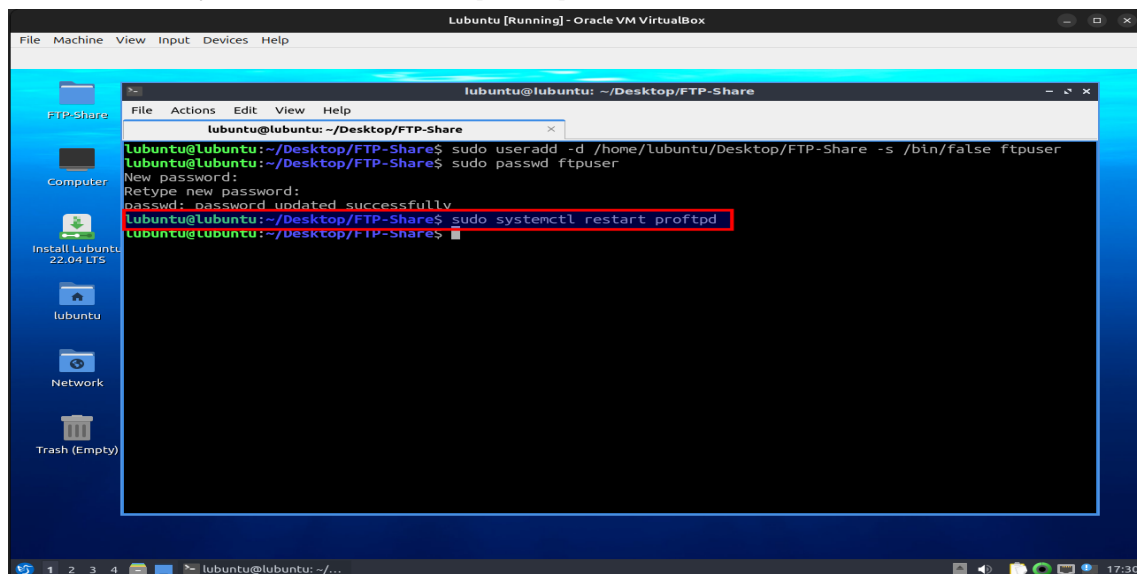 Lubuntu [Running] - Oracle VM VirtualBox
File Machine View Input Devices Help
lubuntu@lubuntu: ~/Desktop/FTP-Share
File Actions Edit View Help
lubuntu@lubuntu: ~/Desktop/FTP-Share
lubuntu@lubuntu:~/Desktop/FTP-Share$ sudo useradd -d /home/lubuntu/Desktop/FTP-Share -s /bin/false ftpuser
lubuntu@lubuntu:~/Desktop/FTP-Share$ sudo passwd ftpuser
New password:
Retype new password:
passwd: password updated successfully
lubuntu@lubuntu:~/Desktop/FTP-Share$ sudo systemctl restart proftpd
lubuntu@lubuntu:~/Desktop/FTP-Share$
FTP-Share
Computer
Install Lubuntu
22.04 LTS
lubuntu
Network
Trash (Empty)
1 2 3 4
lubuntu@lubuntu: ~/...
17:30